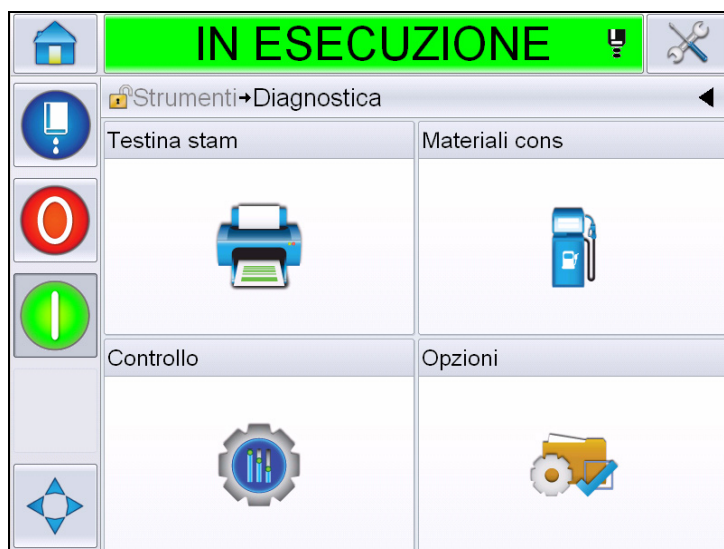 IN ESECUZIONE
Strumenti→Diagnostica
Testina stam
Materiali cons
Controllo
Opzioni